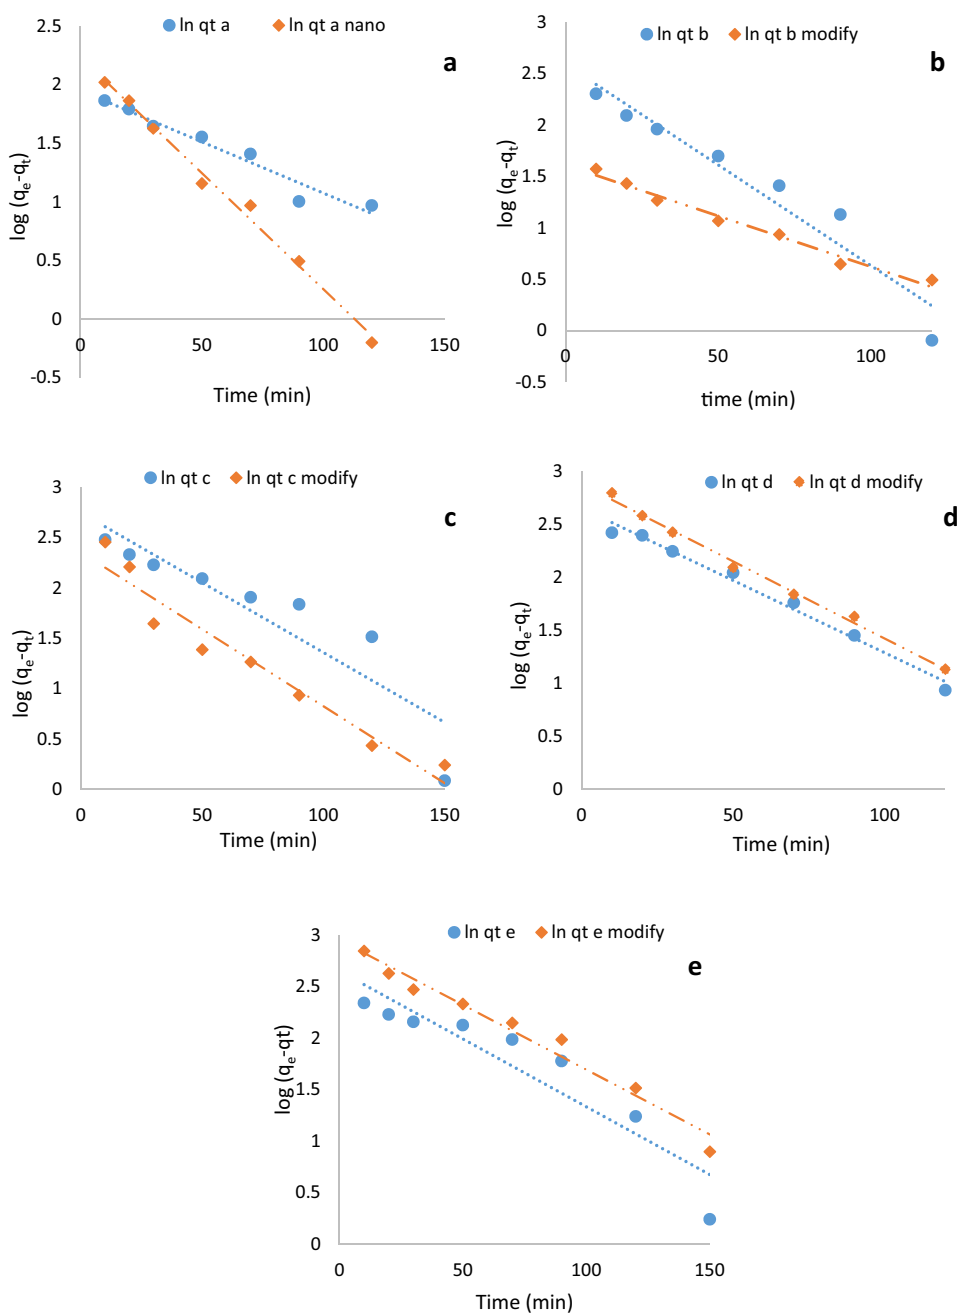 ln qt a ln qt a nano
a
2.5
2
1.5
1
0.5
0
-0.5
0 50 100 150
log (qe-qt)
Time (min)
ln qt b ln qt b modify
b
3
2.5
2
1.5
1
0.5
0
-0.5
0 50 100
log (qe-qt)
time (min)
ln qt c ln qt c modify
c
3
2.5
2
1.5
1
0.5
0
0 50 100 150
log (qe-qt)
Time (min)
ln qt d ln qt d modify
d
3
2.5
2
1.5
1
0.5
0
0 50 100
log (qe-qt)
Time (min)
ln qt e ln qt e modify
e
3
2.5
2
1.5
1
0.5
0
0 50 100 150
log (qe-qt)
Time (min)